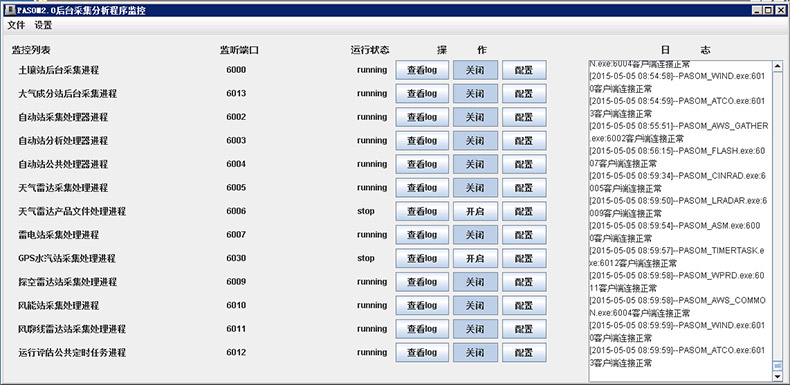 PASOM2.0后台采集分析程序监控
文件 设置
监控列表 监听端口 运行状态 操 作 日 志
土壤站后台采集进程 6000 running 查看log 关闭 配置
大气成分站后台采集进程 6013 running 查看log 关闭 配置
自动站采集处理器进程 6002 running 查看log 关闭 配置
自动站分析处理器进程 6003 running 查看log 关闭 配置
自动站公共处理器进程 6004 running 查看log 关闭 配置
天气雷达采集处理进程 6005 running 查看log 关闭 配置
天气雷达产品文件处理进程 6006 stop 查看log 开启 配置
雷电站采集处理进程 6007 running 查看log 关闭 配置
GPS水汽站采集处理进程 6030 stop 查看log 开启 配置
探空雷达站采集处理进程 6009 running 查看log 关闭 配置
风能站采集处理进程 6010 running 查看log 关闭 配置
风廓线雷达站采集处理进程 6011 running 查看log 关闭 配置
运行评估公共定时任务进程 6012 running 查看log 关闭 配置
N.exe:6004客户端连接正常
[2015-05-05 08:54:58]--PASOM_WIND.exe:601
0客户端连接正常
[2015-05-05 08:54:59]--PASOM_ATCO.exe:601
3客户端连接正常
[2015-05-05 08:55:51]--PASOM_AWS_GATHER
.exe:6002客户端连接正常
[2015-05-05 08:56:15]--PASOM_FLASH.exe:60
07客户端连接正常
[2015-05-05 08:59:34]--PASOM_CINRAD.exe:6
005客户端连接正常
[2015-05-05 08:59:50]--PASOM_LRADAR.exe:6
009客户端连接正常
[2015-05-05 08:59:54]--PASOM_ASM.exe:600
0客户端连接正常
[2015-05-05 08:59:57]--PASOM_TIMERTASK.e
xe:6012客户端连接正常
[2015-05-05 08:59:58]--PASOM_WPRD.exe:60
11客户端连接正常
[2015-05-05 08:59:58]--PASOM_AWS_COMMO
N.exe:6004客户端连接正常
[2015-05-05 08:59:59]--PASOM_WIND.exe:601
0客户端连接正常
[2015-05-05 08:59:59]--PASOM_ATCO.exe:601
3客户端连接正常